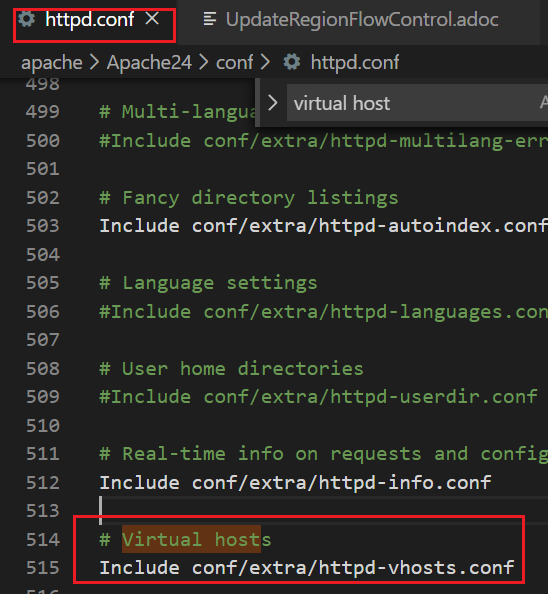 httpd.conf
UpdateRegionFlowControl.adoc
apache > Apache24 > conf > httpd.conf
virtual host
498
499 # Multi-langua
500 #Include conf/extra/httpd-multilang-err
501
502 # Fancy directory listings
503 Include conf/extra/httpd-autoindex.conf
504
505 # Language settings
506 #Include conf/extra/httpd-languages.con
507
508 # User home directories
509 #Include conf/extra/httpd-userdir.conf
510
511 # Real-time info on requests and config
512 Include conf/extra/httpd-info.conf
513
514 # Virtual hosts
515 Include conf/extra/httpd-vhosts.conf